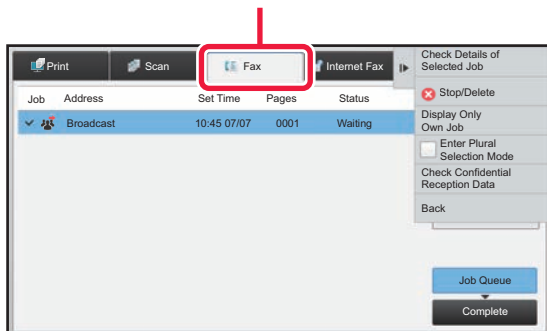 Print
Scan
Fax
Internet Fax
Check Details of
Selected Job
Stop/Delete
Display Only
Own Job
Enter Plural
Selection Mode
Check Confidential
Reception Data
Back
Job Address Set Time Pages Status
Broadcast 10:45 07/07 0001 Waiting
Job Queue
Complete